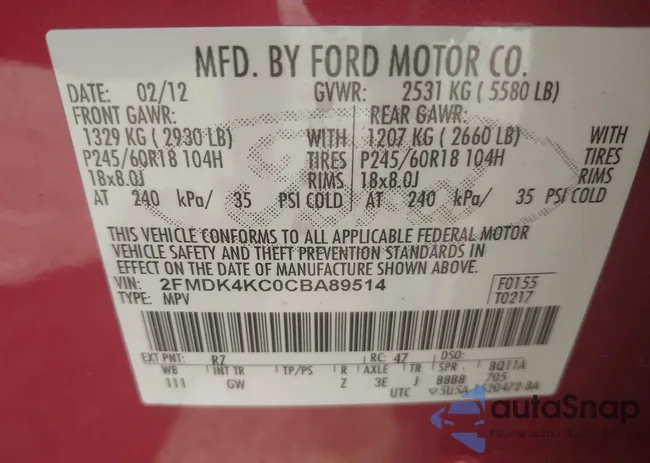 MFD. BY FORD MOTOR CO.
DATE: 02/12 GVWR: 2531 KG ( 5580 LB)
FRONT GAWR: REAR GAWR:
1329 KG ( 2930 LB) WITH 1207 KG ( 2660 LB) WITH
P245/60R18 104H TIRES P245/60R18 104H TIRES
18x8.0J RIMS 18x8.0J RIMS
AT 240 kPa/ 35 PSI COLD AT 240 kPa/ 35 PSI COLD
THIS VEHICLE CONFORMS TO ALL APPLICABLE FEDERAL MOTOR
VEHICLE SAFETY AND THEFT PREVENTION STANDARDS IN
EFFECT ON THE DATE OF MANUFACTURE SHOWN ABOVE.
VIN: 2FMDK4KC0CBA89514 F0155
TYPE: MPV T0217
EXT PNT: RZ RC: 47 DSO:
WB INT TR TP/PS R AXLE TR SPR BQ11A
111 GW Z 3E J BBBB 705
UTC
autoSnap